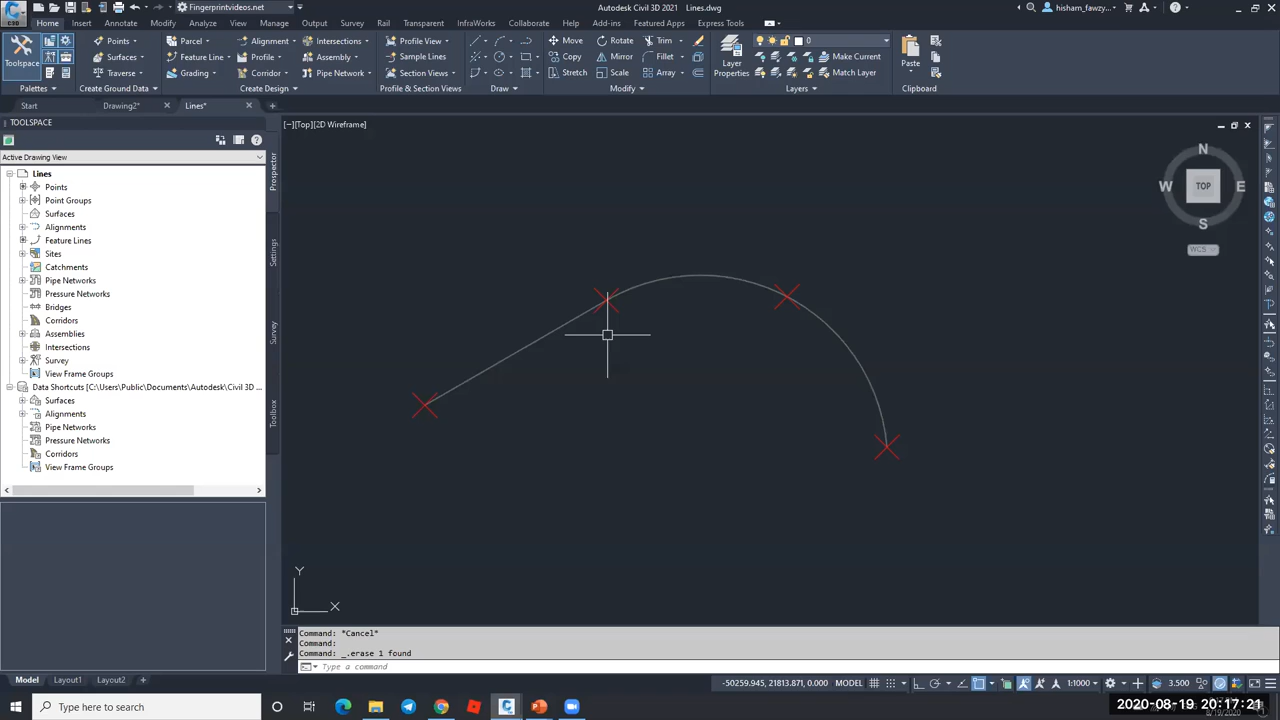 C3D
Fingerprintvideos.net
Autodesk Civil 3D 2021 Lines.dwg
hisham_fawzy...
Home Insert Annotate Modify Analyze View Manage Output Survey Rail Transparent InfraWorks Collaborate Help Add-ins Featured Apps Express Tools
Toolspace
Points
Surfaces
Traverse
Parcel
Feature Line
Grading
Alignment
Profile
Corridor
Intersections
Assembly
Pipe Network
Profile View
Sample Lines
Section Views
Move
Copy
Stretch
Rotate
Mirror
Scale
Trim
Fillet
Array
Layer
Properties
0
Make Current
Match Layer
Paste
Palettes Create Ground Data Create Design Profile & Section Views Draw Modify Layers Clipboard
Start Drawing2* Lines*
TOOLSPACE
Active Drawing View
Lines
Points
Point Groups
Surfaces
Alignments
Feature Lines
Sites
Catchments
Pipe Networks
Pressure Networks
Bridges
Corridors
Assemblies
Intersections
Survey
View Frame Groups
Data Shortcuts [C:\Users\Public\Documents\Autodesk\Civil 3D ...
Surfaces
Alignments
Pipe Networks
Pressure Networks
Corridors
View Frame Groups
Prospector
Settings
Survey
Toolbox
[−][Top][2D Wireframe]
N
W TOP E
S
WCS
Y
X
Command: *Cancel*
Command:
Command: _.erase 1 found
Type a command
Model Layout1 Layout2
-50259.945, 21813.871, 0.000 MODEL
1:1000
3.500
Type here to search
2020-08-19 20:17:21